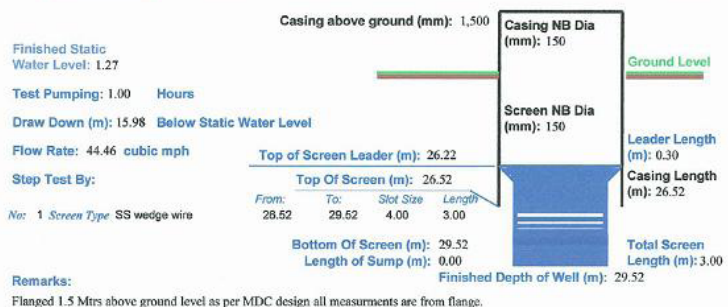 Casing above ground (mm): 1,500
Casing NB Dia
(mm): 150
Finished Static
Water Level: 1.27
Ground Level
Test Pumping: 1.00 Hours
Screen NB Dia
(mm): 150
Draw Down (m): 15.98 Below Static Water Level
Leader Length
(m): 0.30
Flow Rate: 44.46 cubic mph
Top of Screen Leader (m): 26.22
Casing Length
(m): 26.52
Step Test By:
Top Of Screen (m): 26.52
From: To: Slot Size Length
No: 1 Screen Type SS wedge wire 28.52 29.52 4.00 3.00
Bottom Of Screen (m): 29.52
Length of Sump (m): 0.00
Total Screen
Length (m): 3.00
Finished Depth of Well (m): 29.52
Remarks:
Flanged 1.5 Mtrs above ground level as per MDC design all measurments are from flange.